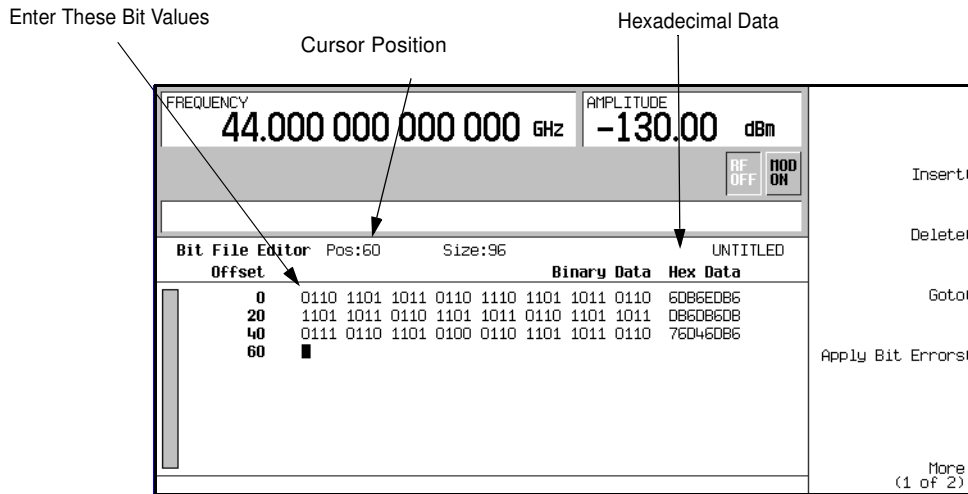 Enter These Bit Values
Cursor Position
Hexadecimal Data
FREQUENCY
44.000 000 000 000 GHz
AMPLITUDE
-130.00 dBm
RF OFF
MOD ON
Insert
Delete
Goto
Apply Bit Errors
More
(1 of 2)
Bit File Editor Pos:60 Size:96 UNTITLED
Offset Binary Data Hex Data
0 0110 1101 1011 0110 1110 1101 1011 0110 6DB6EDB6
20 1101 1011 0110 1101 1011 0110 1101 1011 DB6DB6DB
40 0111 0110 1101 0100 0110 1101 1011 0110 76D46DB6
60